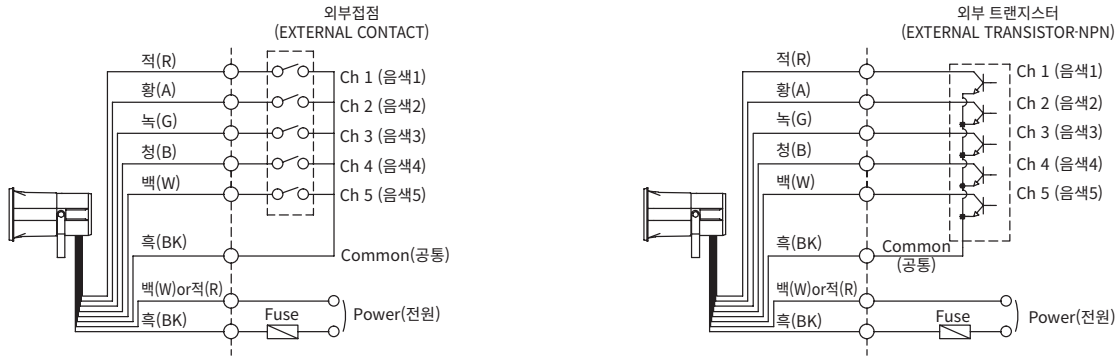 외부접점
(EXTERNAL CONTACT)
적(R)
Ch 1 (음색1)
황(A)
Ch 2 (음색2)
녹(G)
Ch 3 (음색3)
청(B)
Ch 4 (음색4)
백(W)
Ch 5 (음색5)
흑(BK)
Common(공통)
백(W)or적(R)
Fuse
Power(전원)
흑(BK)
외부 트랜지스터
(EXTERNAL TRANSISTOR-NPN)
적(R)
Ch 1 (음색1)
황(A)
Ch 2 (음색2)
녹(G)
Ch 3 (음색3)
청(B)
Ch 4 (음색4)
백(W)
Ch 5 (음색5)
흑(BK)
Common
(공통)
백(W)or적(R)
Fuse
Power(전원)
흑(BK)